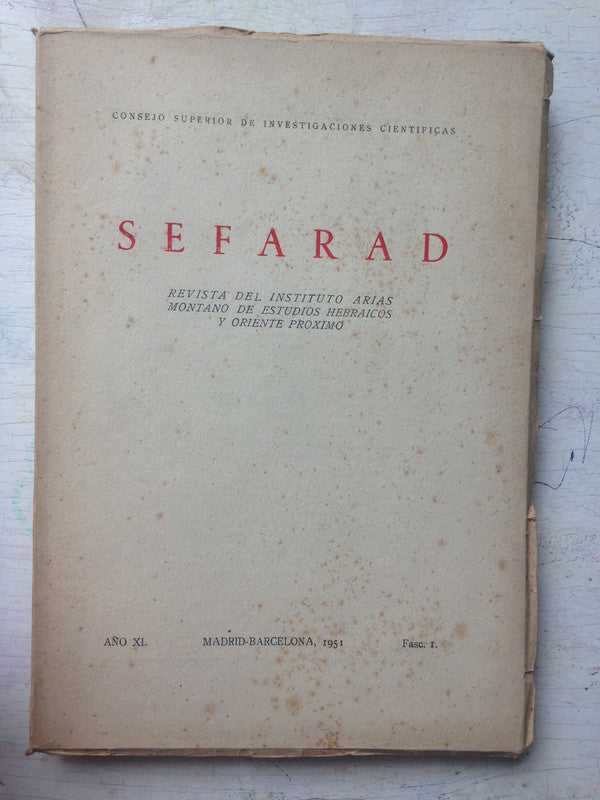 CONSEJO SUPERIOR DE INVESTIGACIONES CIENTIFICAS
SEFARAD
REVISTA DEL INSTITUTO ARIAS
MONTANO DE ESTUDIOS HEBRAICOS
Y ORIENTE PROXIMO
AÑO XI. MADRID-BARCELONA, 1951 Fasc. 1.